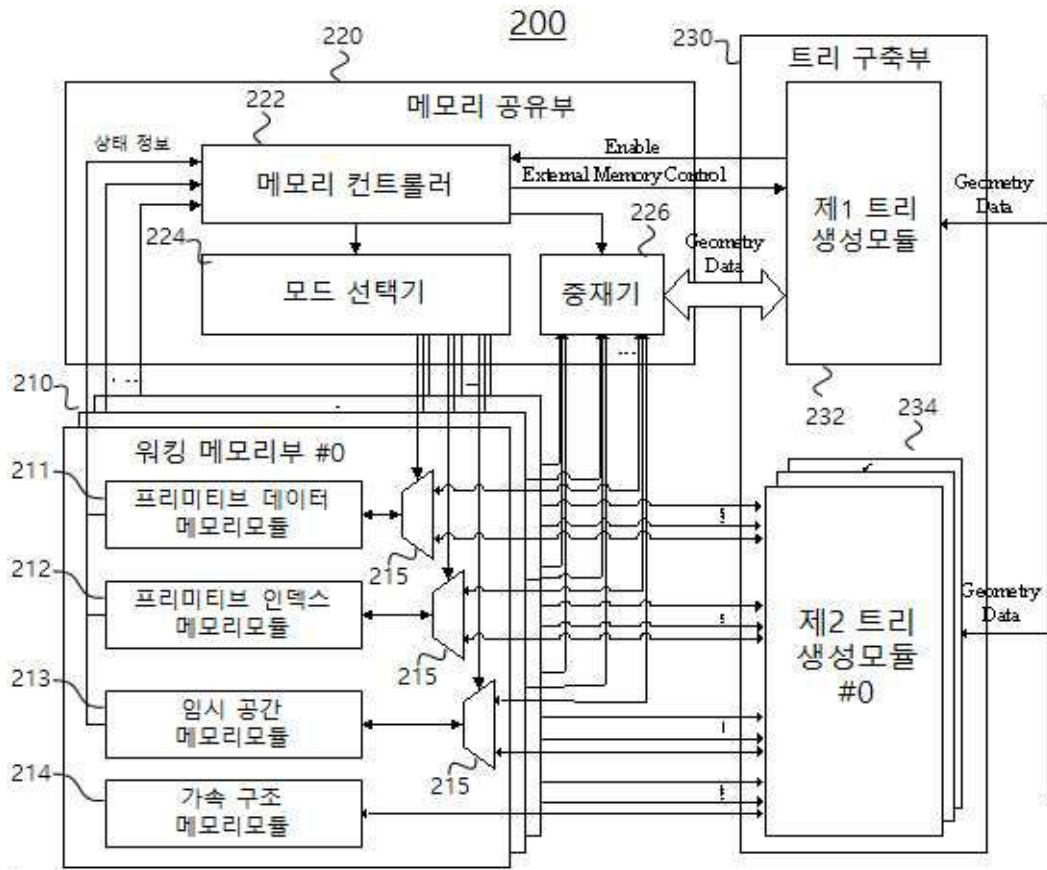 200
220
230
트리 구축부
메모리 공유부
222
상태 정보
메모리 컨트롤러
Enable
External Memory Control
제1 트리
생성모듈
Geometry
Data
224
226
모드 선택기
중재기
Geometry
Data
210
232
234
워킹 메모리부 #0
211
프리미티브 데이터
메모리모듈
215
212
프리미티브 인덱스
메모리모듈
215
제2 트리
생성모듈
#0
Geometry
Data
213
임시 공간
메모리모듈
215
214
가속 구조
메모리모듈